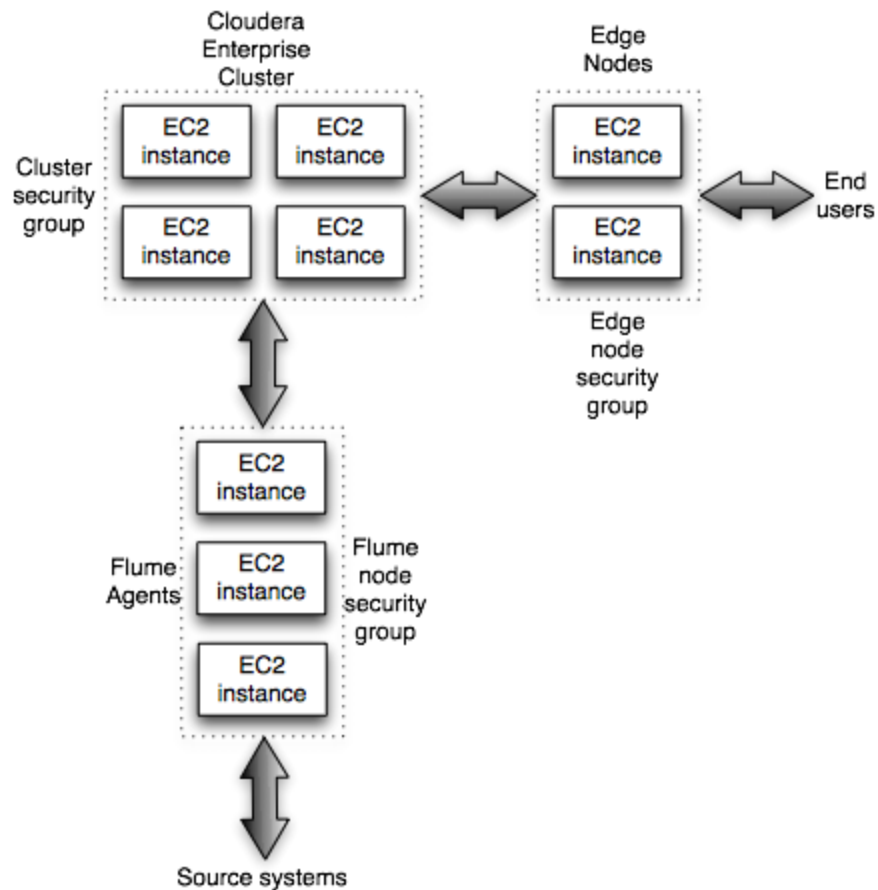 Cloudera
Enterprise
Cluster
Edge
Nodes
EC2
instance
EC2
instance
EC2
instance
Cluster
security
group
End
users
EC2
instance
EC2
instance
EC2
instance
Edge
node
security
group
EC2
instance
Flume
Agents
EC2
instance
Flume
node
security
group
EC2
instance
Source systems